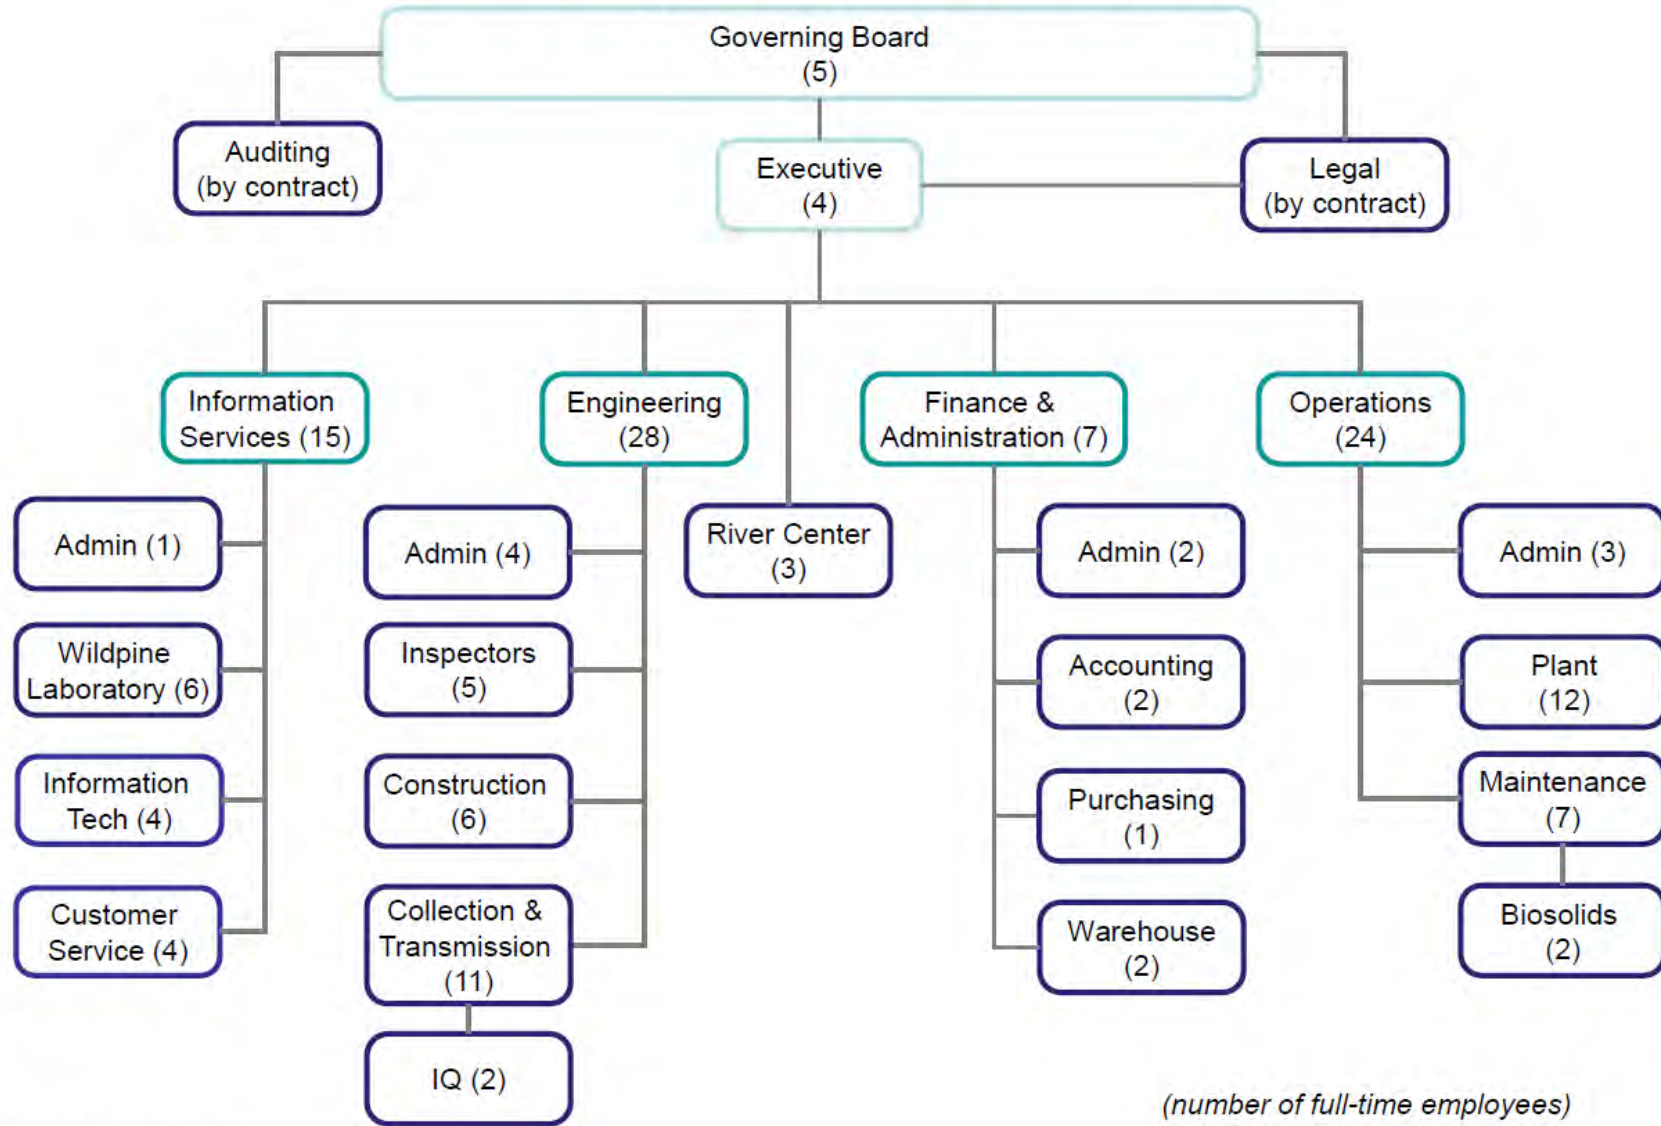 Governing Board
(5)
Auditing
(by contract)
Executive
(4)
Legal
(by contract)
Information
Services (15)
Engineering
(28)
Finance &
Administration (7)
Operations
(24)
Admin (1)
Wildpine
Laboratory (6)
Information
Tech (4)
Customer
Service (4)
Admin (4)
Inspectors
(5)
Construction
(6)
Collection &
Transmission
(11)
IQ (2)
River Center
(3)
Admin (2)
Accounting
(2)
Purchasing
(1)
Warehouse
(2)
Admin (3)
Plant
(12)
Maintenance
(7)
Biosolids
(2)
(number of full-time employees)